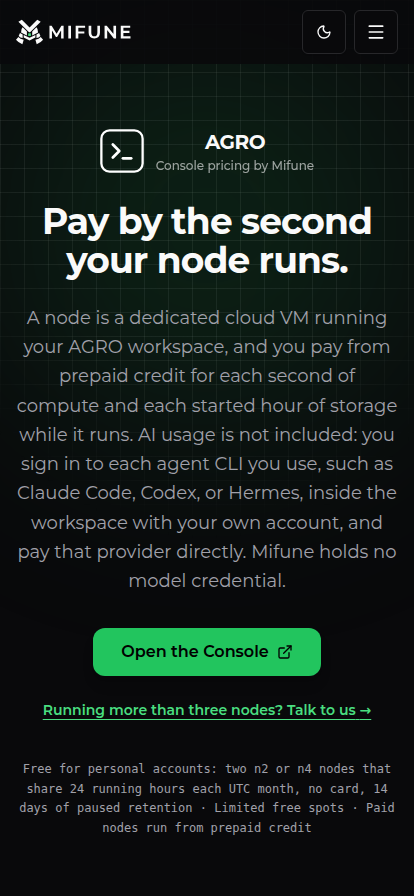 MIFUNE
AGRO
Console pricing by Mifune
Pay by the second
your node runs.
A node is a dedicated cloud VM running
your AGRO workspace, and you pay from
prepaid credit for each second of
compute and each started hour of storage
while it runs. AI usage is not included: you
sign in to each agent CLI you use, such as
Claude Code, Codex, or Hermes, inside the
workspace with your own account, and
pay that provider directly. Mifune holds no
model credential.
Open the Console
Running more than three nodes? Talk to us →
Free for personal accounts: two n2 or n4 nodes that
share 24 running hours each UTC month, no card, 14
days of paused retention · Limited free spots · Paid
nodes run from prepaid credit